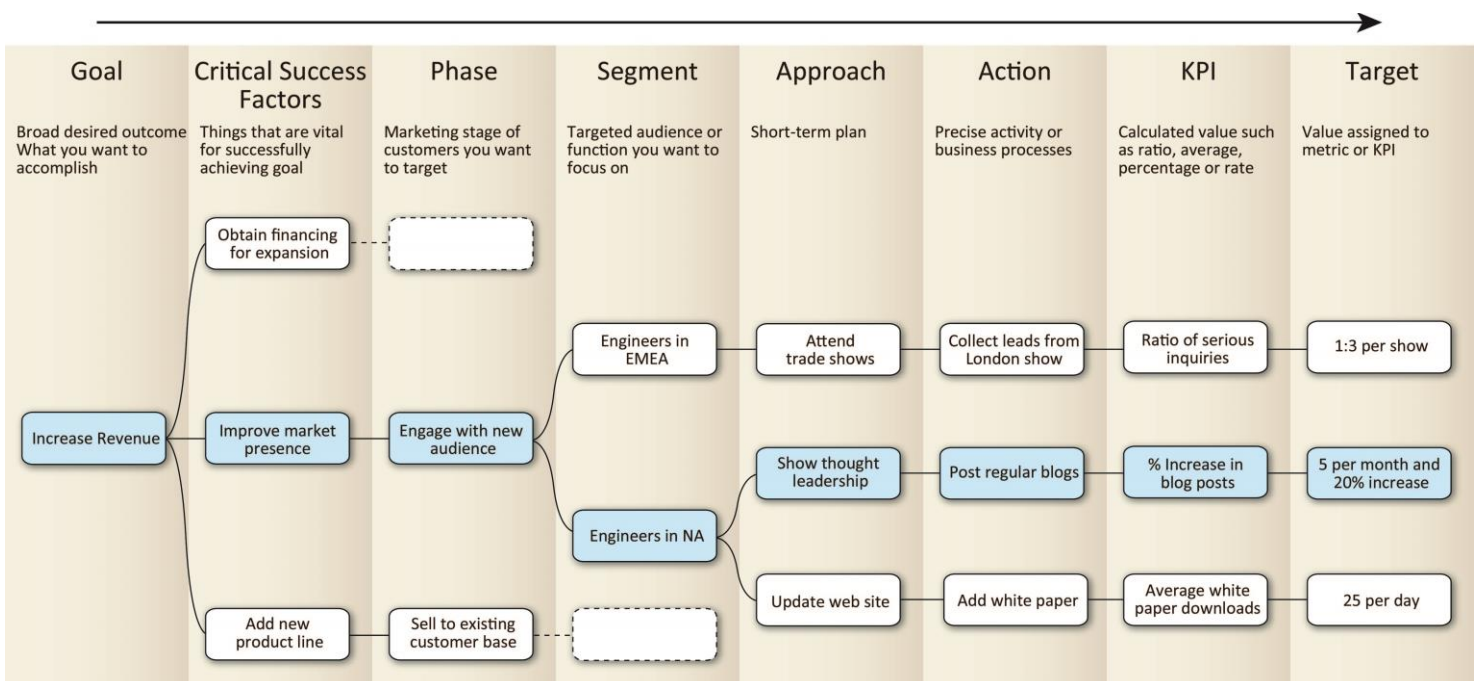 Goal
Broad desired outcome
What you want to
accomplish
Critical Success
Factors
Things that are vital
for successfully
achieving goal
Phase
Marketing stage of
customers you want
to target
Segment
Targeted audience or
function you want to
focus on
Approach
Short-term plan
Action
Precise activity or
business processes
KPI
Calculated value such
as ratio, average,
percentage or rate
Target
Value assigned to
metric or KPI
Obtain financing
for expansion
Engineers in
EMEA
Attend
trade shows
Collect leads from
London show
Ratio of serious
inquiries
1:3 per show
Increase Revenue
Improve market
presence
Engage with new
audience
Show thought
leadership
Post regular blogs
% Increase in
blog posts
5 per month and
20% increase
Engineers in NA
Update web site
Add white paper
Average white
paper downloads
25 per day
Add new
product line
Sell to existing
customer base